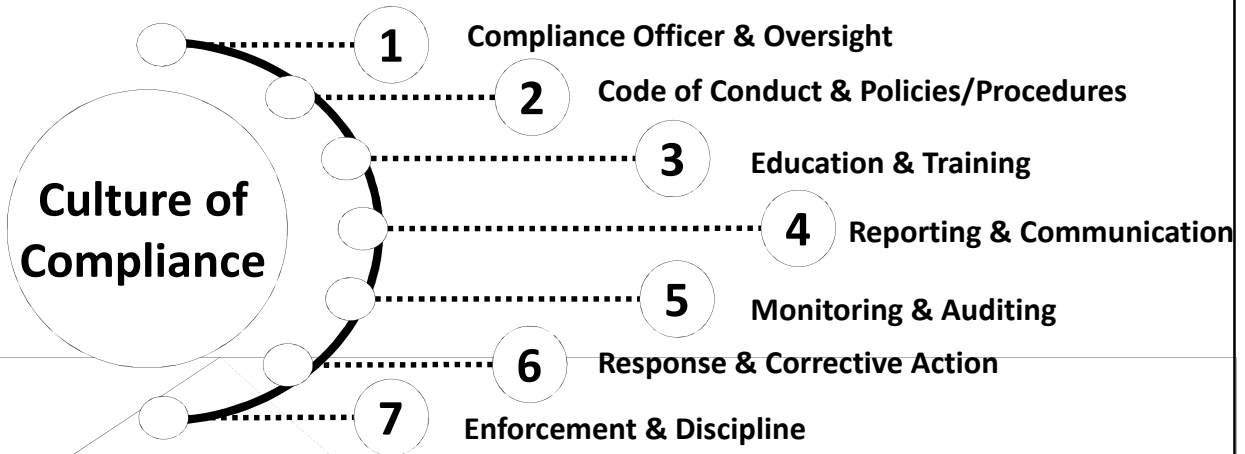 Culture of
Compliance
1 Compliance Officer & Oversight
2 Code of Conduct & Policies/Procedures
3 Education & Training
4 Reporting & Communication
5 Monitoring & Auditing
6 Response & Corrective Action
7 Enforcement & Discipline